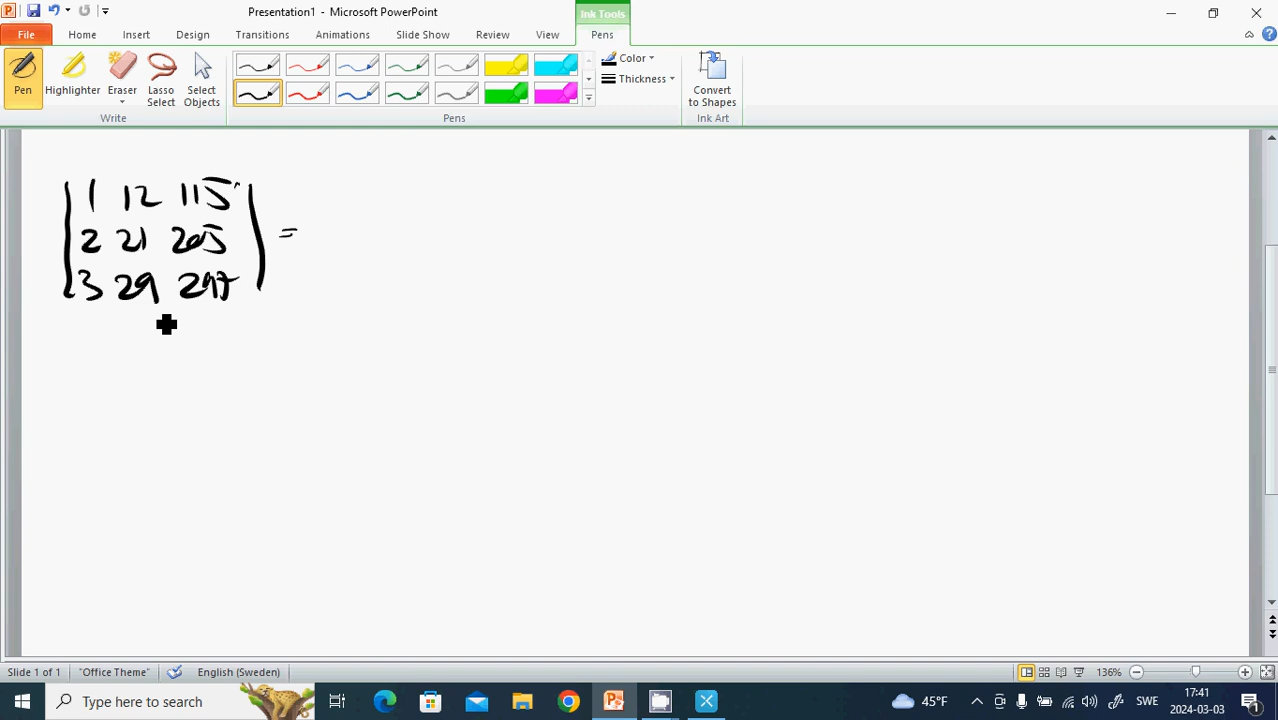 Presentation1 - Microsoft PowerPoint
Ink Tools
File Home Insert Design Transitions Animations Slide Show Review View Pens
Pen Highlighter Eraser Lasso Select Select Objects
Color
Thickness
Convert to Shapes
Write Pens Ink Art
1 12 115
2 21 205 =
3 29 297
Slide 1 of 1 "Office Theme" English (Sweden) 136%
Type here to search
45°F SWE 17:41
2024-03-03 1